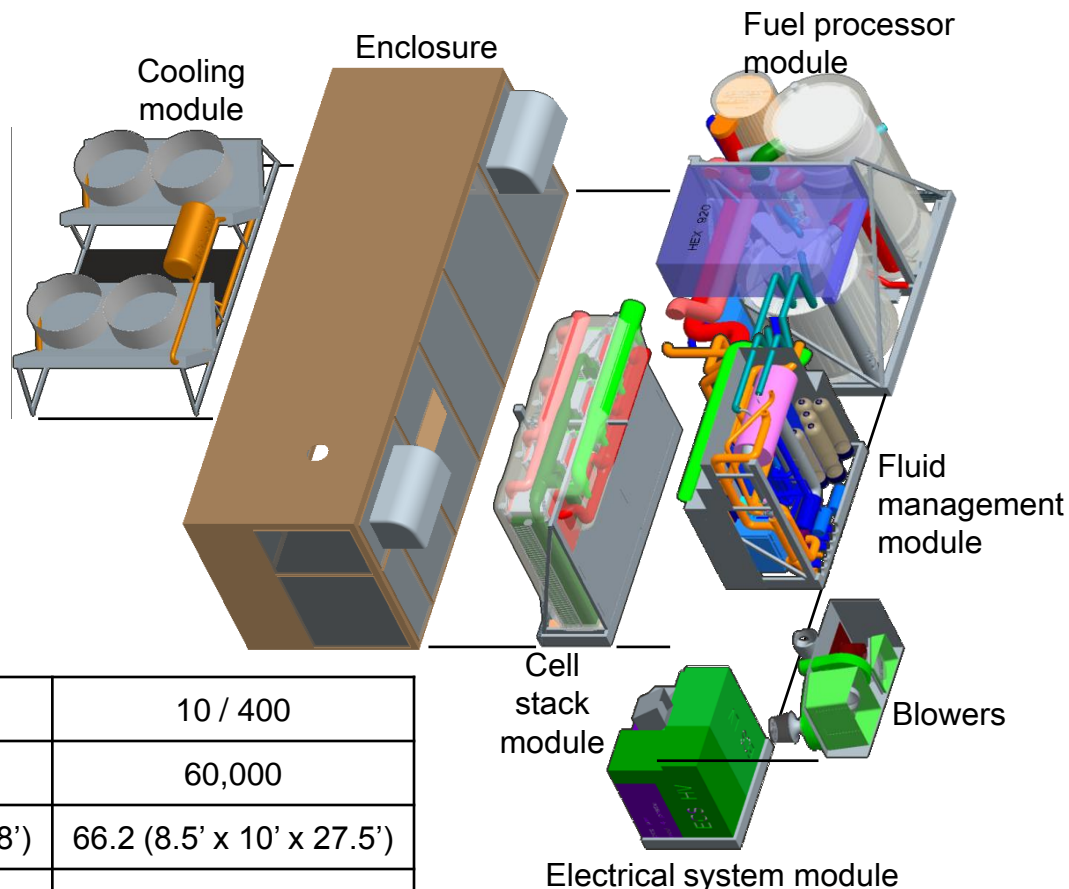 Fuel processor
module
Enclosure
Cooling
module
HEX 920
Fluid
management
module
Cell
stack
module
Blowers
Electrical system module
10 / 400
60,000
8’) 66.2 (8.5’ x 10’ x 27.5’)